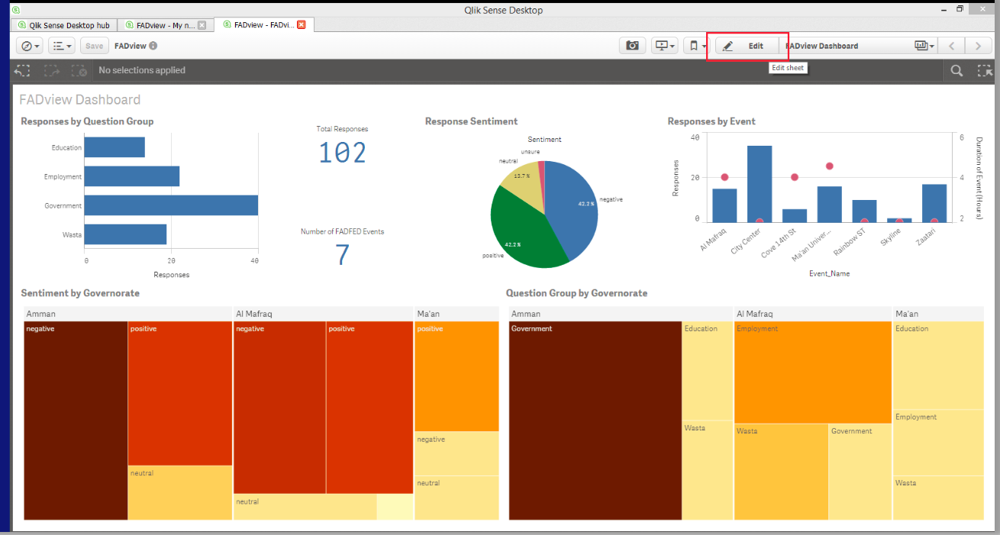 Qlik Sense Desktop
Qlik Sense Desktop hub
FADview - My n...
FADview - FADvi...
Save
FADview
Edit
FADview Dashboard
No selections applied
Edit sheet
FADview Dashboard
Responses by Question Group
Education
Employment
Government
Wasta
0 20 40
Responses
Total Responses
102
Number of FADFED Events
7
Response Sentiment
Sentiment
unsure
neutral
13.7 %
negative
42.2 %
42.2 %
positive
Responses by Event
40
20
0
Responses
6
4
2
Duration of Event (Hours)
Al Mafraq
City Center
Cove 14th St
Ma'an Univer...
Rainbow ST
Skyline
Zaatari
Event_Name
Sentiment by Governorate
Amman
negative
positive
neutral
Al Mafraq
negative
positive
neutral
Ma'an
positive
negative
neutral
Question Group by Governorate
Amman
Government
Education
Wasta
Al Mafraq
Employment
Wasta
Government
Ma'an
Education
Employment
Wasta